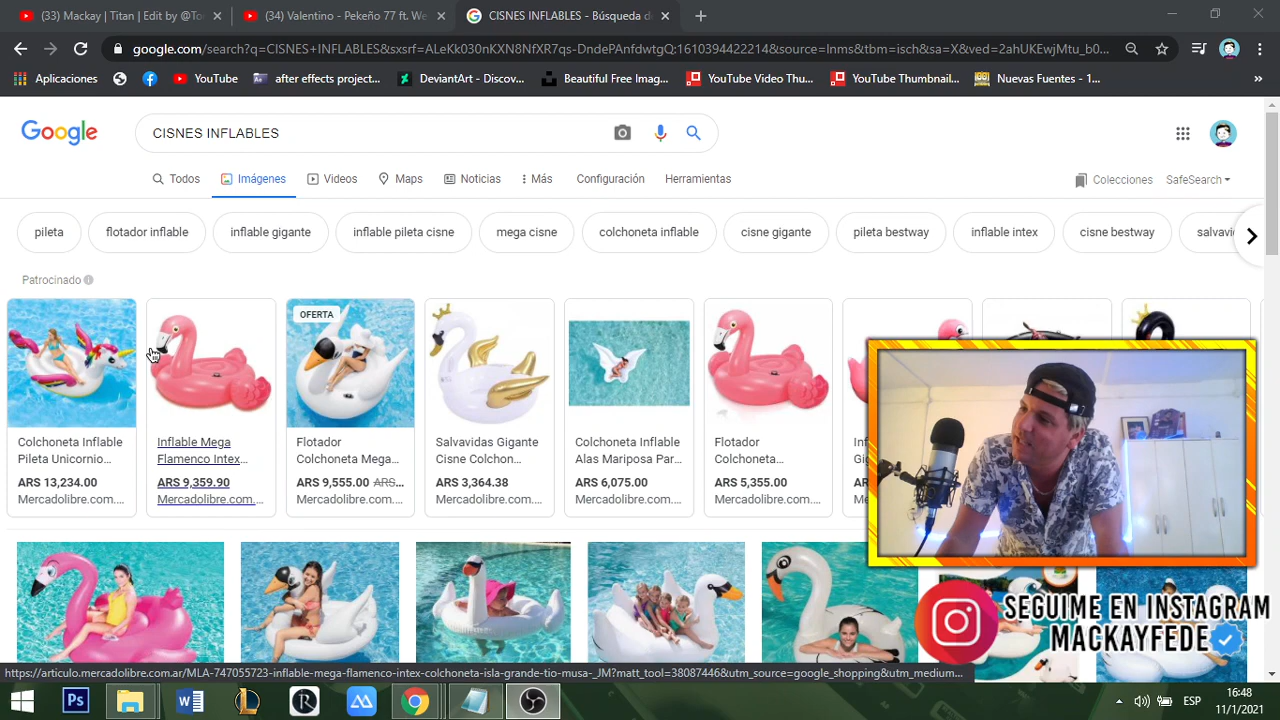 (33) Mackay | Titan | Edit by @To
(34) Valentino - Pekeño 77 ft. We
CISNES INFLABLES - Búsqueda d
google.com/search?q=CISNES+INFLABLES&sxsrf=ALeKk030nKXN8NfXR7qs-DndePAnfdwtgQ:1610394422214&source=lnms&tbm=isch&sa=X&ved=2ahUKEwjMtu_b0...
Aplicaciones
YouTube
after effects project...
DeviantArt - Discov...
Beautiful Free Imag...
YouTube Video Thu...
YouTube Thumbnail...
Nuevas Fuentes - 1...
Google
CISNES INFLABLES
Todos
Imágenes
Videos
Maps
Noticias
Más
Configuración
Herramientas
Colecciones
SafeSearch
pileta
flotador inflable
inflable gigante
inflable pileta cisne
mega cisne
colchoneta inflable
cisne gigante
pileta bestway
inflable intex
cisne bestway
salvavi
Patrocinado
OFERTA
Colchoneta Inflable
Pileta Unicornio...
ARS 13,234.00
Mercadolibre.com....
Inflable Mega
Flamenco Intex...
ARS 9,359.90
Mercadolibre.com....
Flotador
Colchoneta Mega...
ARS 9,555.00 ARS...
Mercadolibre.com....
Salvavidas Gigante
Cisne Colchon...
ARS 3,364.38
Mercadolibre.com....
Colchoneta Inflable
Alas Mariposa Par...
ARS 6,075.00
Mercadolibre.com....
Flotador
Colchoneta...
ARS 5,355.00
Mercadolibre.com....
Inf
SEGUIME EN INSTAGRAM
MACKAYFEDE
https://articulo.mercadolibre.com.ar/MLA-747055723-inflable-mega-flamenco-intex-colchoneta-isla-grande-tio-musa-_JM?matt_tool=38087446&utm_source=google_shopping&utm_medium...
Ps
ESP
16:48
11/1/2021